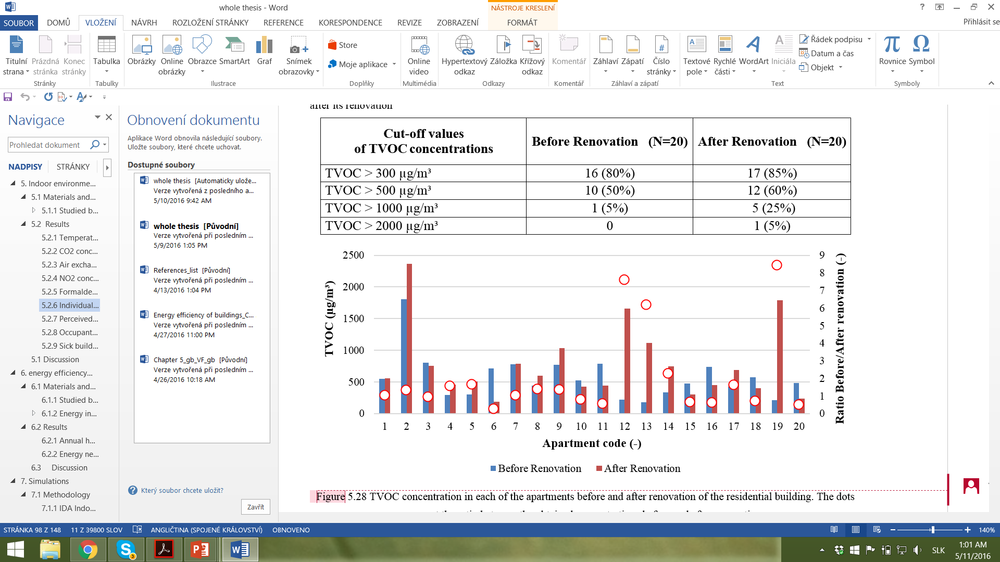 whole thesis - Word
NÁSTROJE KRESLENÍ
?
SOUBOR DOMŮ VLOŽENÍ NÁVRH ROZLOŽENÍ STRÁNKY REFERENCE KORESPONDENCE REVIZE ZOBRAZENÍ FORMÁT Přihlásit se
Titulní strana
Prázdná stránka
Konec stránky
Stránky
Tabulka
Tabulky
Obrázky
Online obrázky
Obrazce
SmartArt
Graf
Snímek obrazovky
Ilustrace
Store
Moje aplikace
Doplňky
Online video
Multimédia
Hypertextový odkaz
Záložka
Křížový odkaz
Odkazy
Komentář
Komentář
Záhlaví
Zápatí
Číslo stránky
Záhlaví a zápatí
Textové pole
Rychlé části
WordArt
Iniciála
Řádek podpisu
Datum a čas
Objekt
Text
Rovnice
Symbol
Symboly
Navigace
Prohledat dokument
NADPISY STRÁNKY
5. Indoor environme...
5.1 Materials and...
5.1.1 Studied b...
5.2 Results
5.2.1 Temperat...
5.2.2 CO2 conc...
5.2.3 Air excha...
5.2.4 NO2 conc...
5.2.5 Formalde...
5.2.6 Individual...
5.2.7 Perceived...
5.2.8 Occupant...
5.2.9 Sick build...
5.1 Discussion
6. energy efficiency...
6.1 Materials and...
6.1.1 Studied b...
6.1.2 Energy in...
6.2 Results
6.2.1 Annual h...
6.2.2 Energy ne...
6.3 Discussion
7. Simulations
7.1 Methodology
7.1.1 IDA Indo...
Obnovení dokumentu
Aplikace Word obnovila následující soubory.
Uložte soubory, které chcete uchovat.
Dostupné soubory
whole thesis [Automaticky ulože...
Verze vytvořená z posledního a...
5/10/2016 9:42 AM
whole thesis [Původní]
Verze vytvořená při posledním ...
5/9/2016 1:05 PM
References_list [Původní]
Verze vytvořená při posledním ...
4/13/2016 1:04 PM
Energy efficiency of buildings_C...
Verze vytvořená při posledním ...
4/27/2016 11:00 PM
Chapter 5_gb_VF_gb [Původní]
Verze vytvořená při posledním ...
4/26/2016 10:18 AM
Který soubor chcete uložit?
Zavřít
after its renovation
Cut-off values
of TVOC concentrations
Before Renovation (N=20) After Renovation (N=20)
TVOC > 300 µg/m³ 16 (80%) 17 (85%)
TVOC > 500 µg/m³ 10 (50%) 12 (60%)
TVOC > 1000 µg/m³ 1 (5%) 5 (25%)
TVOC > 2000 µg/m³ 0 1 (5%)
TVOC (µg/m³)
2500
2000
1500
1000
500
0
9
8
7
6
5
4
3
2
1
0
Ratio Before/After renovation (-)
1 2 3 4 5 6 7 8 9 10 11 12 13 14 15 16 17 18 19 20
Apartment code (-)
Before Renovation After Renovation
Figure 5.28 TVOC concentration in each of the apartments before and after renovation of the residential building. The dots
STRÁNKA 98 Z 148 11 Z 39800 SLOV ANGLIČTINA (SPOJENÉ KRÁLOVSTVÍ) OBNOVENO 140%
3
SLK
1:01 AM
5/11/2016